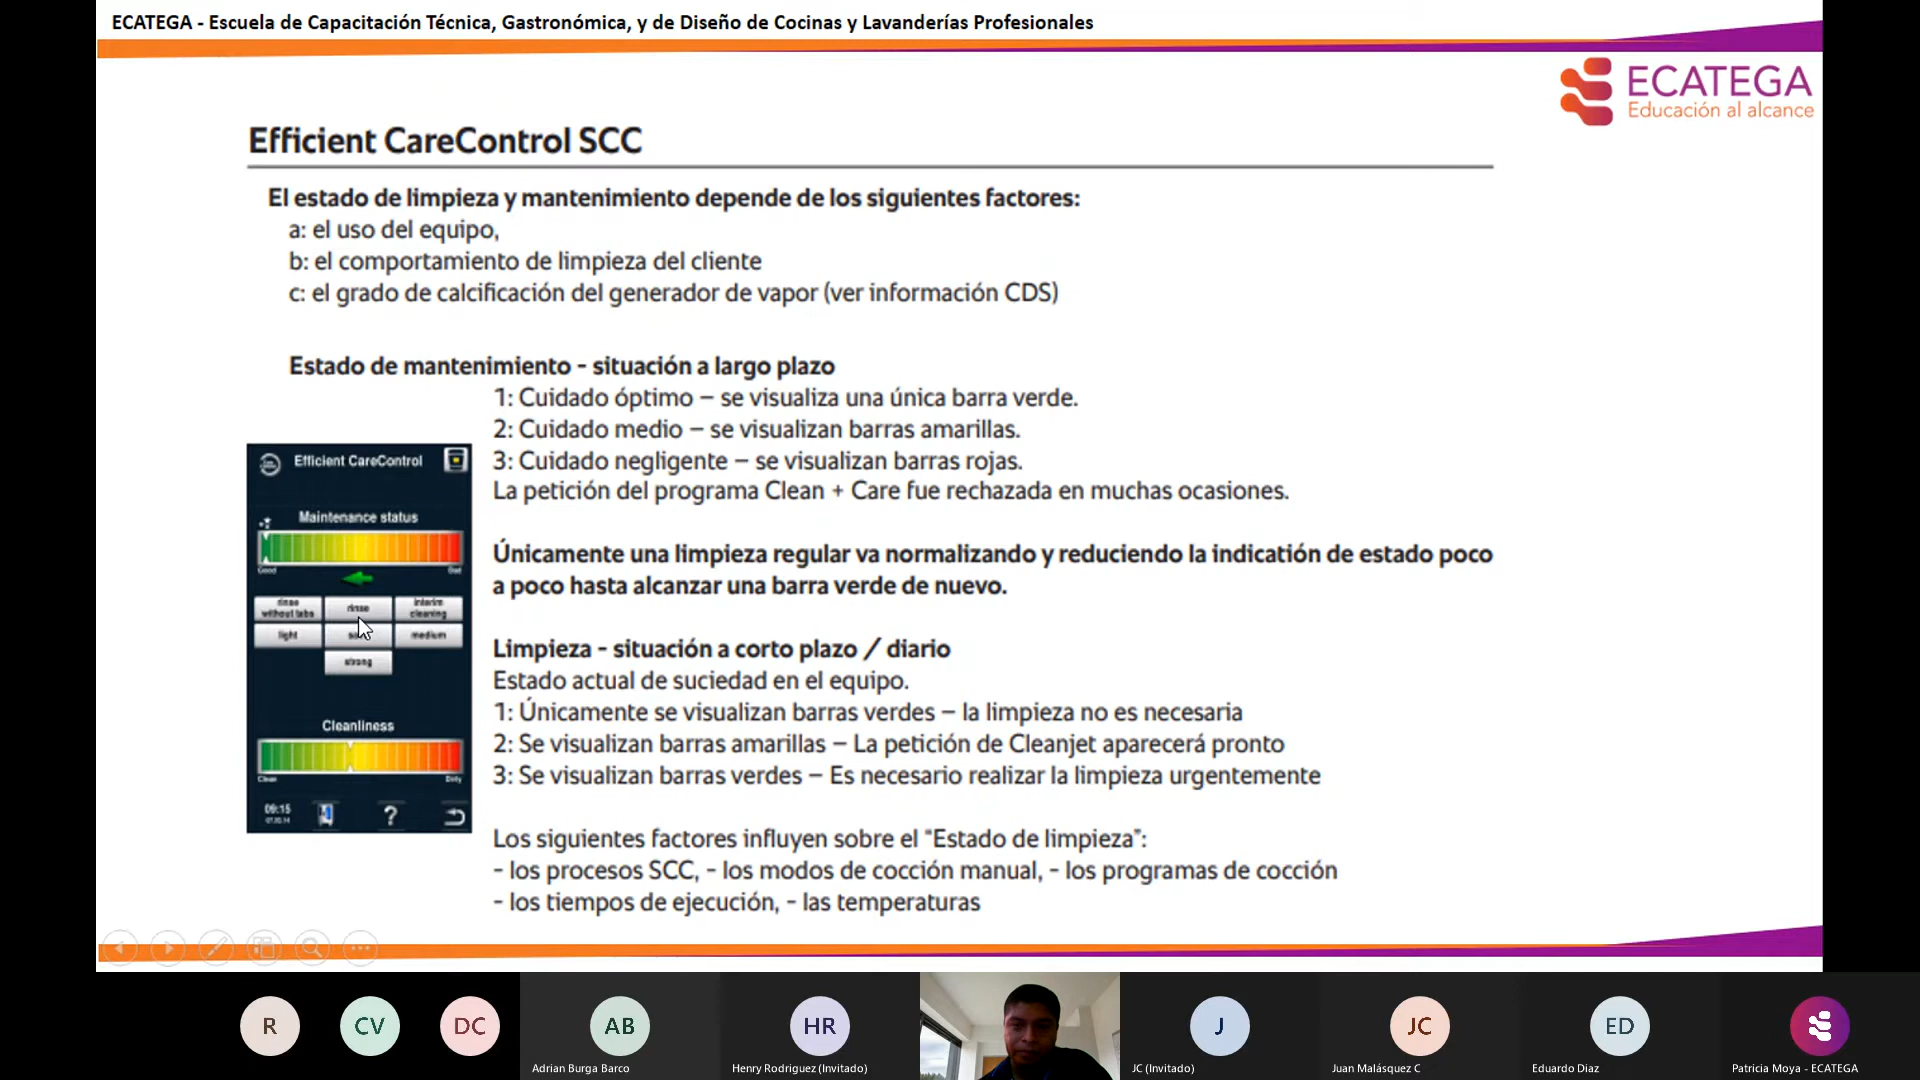 ECATEGA - Escuela de Capacitación Técnica, Gastronómica, y de Diseño de Cocinas y Lavanderías Profesionales
ECATEGA
Educación al alcance
Efficient CareControl SCC
El estado de limpieza y mantenimiento depende de los siguientes factores:
a: el uso del equipo,
b: el comportamiento de limpieza del cliente
c: el grado de calcificación del generador de vapor (ver información CDS)
Estado de mantenimiento - situación a largo plazo
1: Cuidado óptimo – se visualiza una única barra verde.
2: Cuidado medio – se visualizan barras amarillas.
3: Cuidado negligente – se visualizan barras rojas.
La petición del programa Clean + Care fue rechazada en muchas ocasiones.
Únicamente una limpieza regular va normalizando y reduciendo la indicatión de estado poco
a poco hasta alcanzar una barra verde de nuevo.
Limpieza - situación a corto plazo / diario
Estado actual de suciedad en el equipo.
1: Únicamente se visualizan barras verdes – la limpieza no es necesaria
2: Se visualizan barras amarillas – La petición de Cleanjet aparecerá pronto
3: Se visualizan barras verdes – Es necesario realizar la limpieza urgentemente
Los siguientes factores influyen sobre el "Estado de limpieza":
- los procesos SCC, - los modos de cocción manual, - los programas de cocción
- los tiempos de ejecución, - las temperaturas
Efficient CareControl
Maintenance status
Good
rinse
without tabs
rinse
interim
cleaning
light
medium
strong
Cleanliness
Clean
Dirty
09:15
?
R
CV
DC
AB
Adrian Burga Barco
HR
Henry Rodriguez (Invitado)
J
JC (Invitado)
JC
Juan Malásquez C
ED
Eduardo Diaz
Patricia Moya - ECATEGA